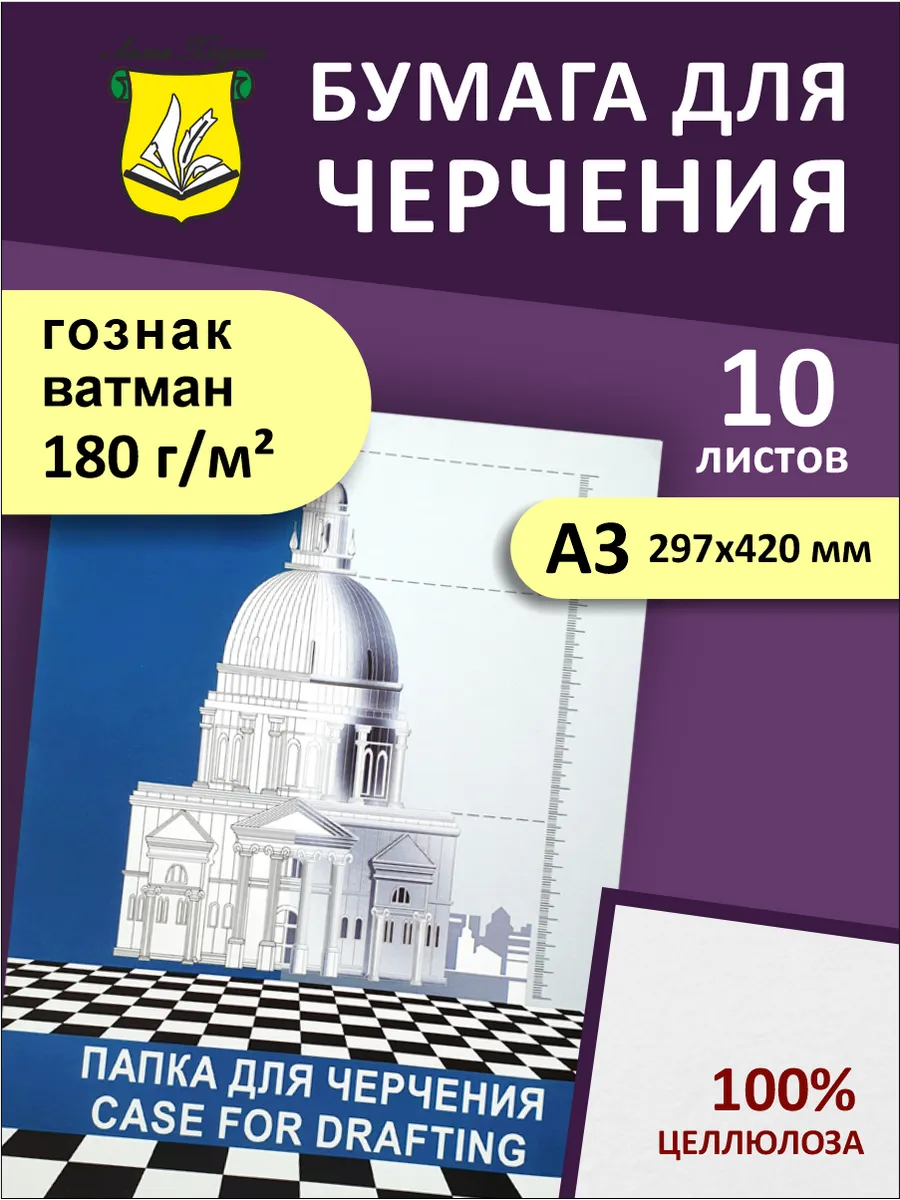 БУМАГА ДЛЯ
ЧЕРЧЕНИЯ
гознак
ватман
180 г/м²
10
листов
А3 297х420 мм
ПАПКА ДЛЯ ЧЕРЧЕНИЯ
CASE FOR DRAFTING
100%
ЦЕЛЛЮЛОЗА